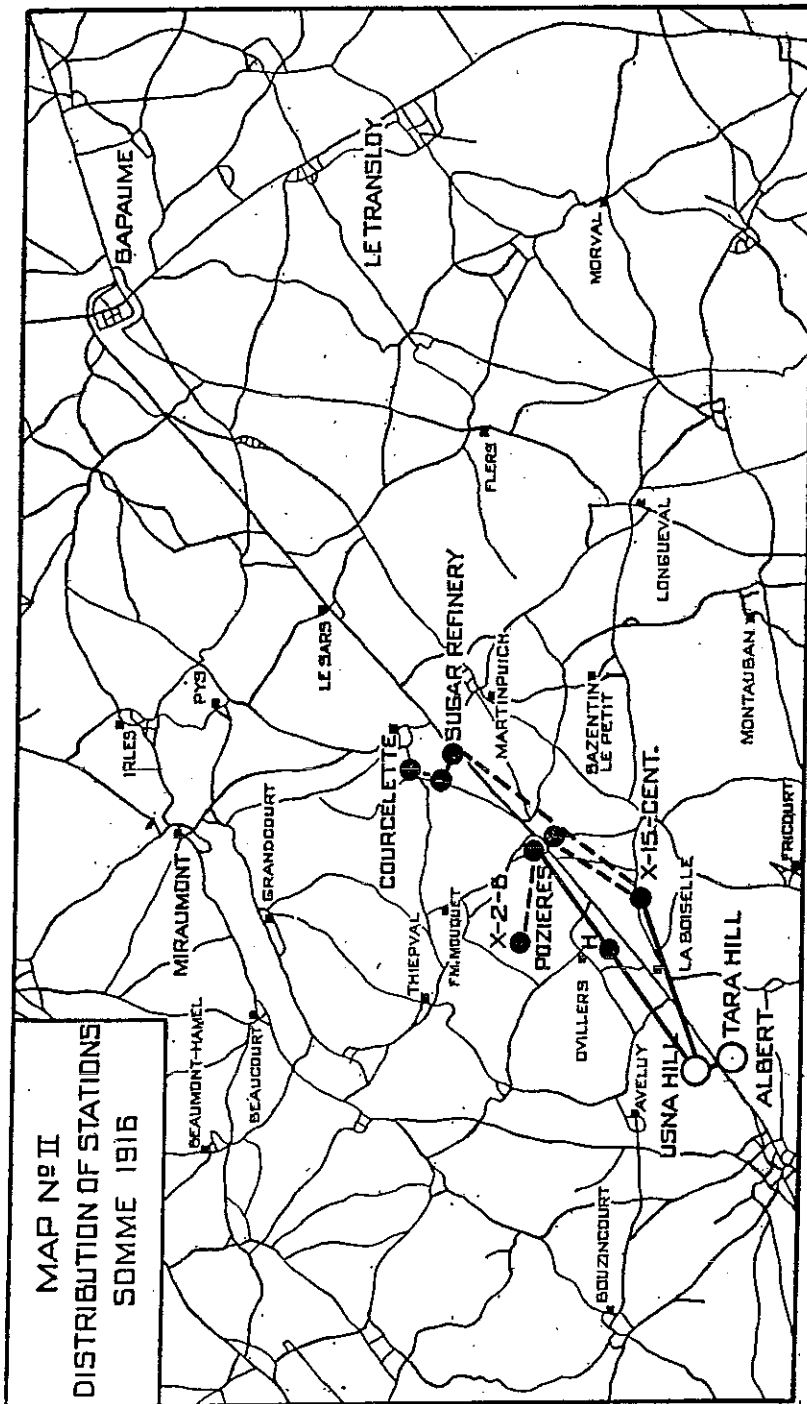 MAP Nº II
DISTRIBUTION OF STATIONS
SOMME 1916
BAPAUME
LE TRANSLOY
MORVAL
FLERS
LONGUEVAL
LE SARS
PYS
IRLES
MIRAUMONT
GRANDCOURT
COURCELETTE
SUGAR REFINERY
MARTINPUICH
BAZENTIN
LE PETIT
MONTAUBAN
X-15-CENT.
FRICOURT
THIEPVAL
FM. MOUQUET
X-2-B
POZIERES
H
OVILLERS
LA BOISELLE
BEAUMONT-HAMEL
BEAUCOURT
AVELUY
USNA HILL
TARA HILL
ALBERT
BOUZINCOURT